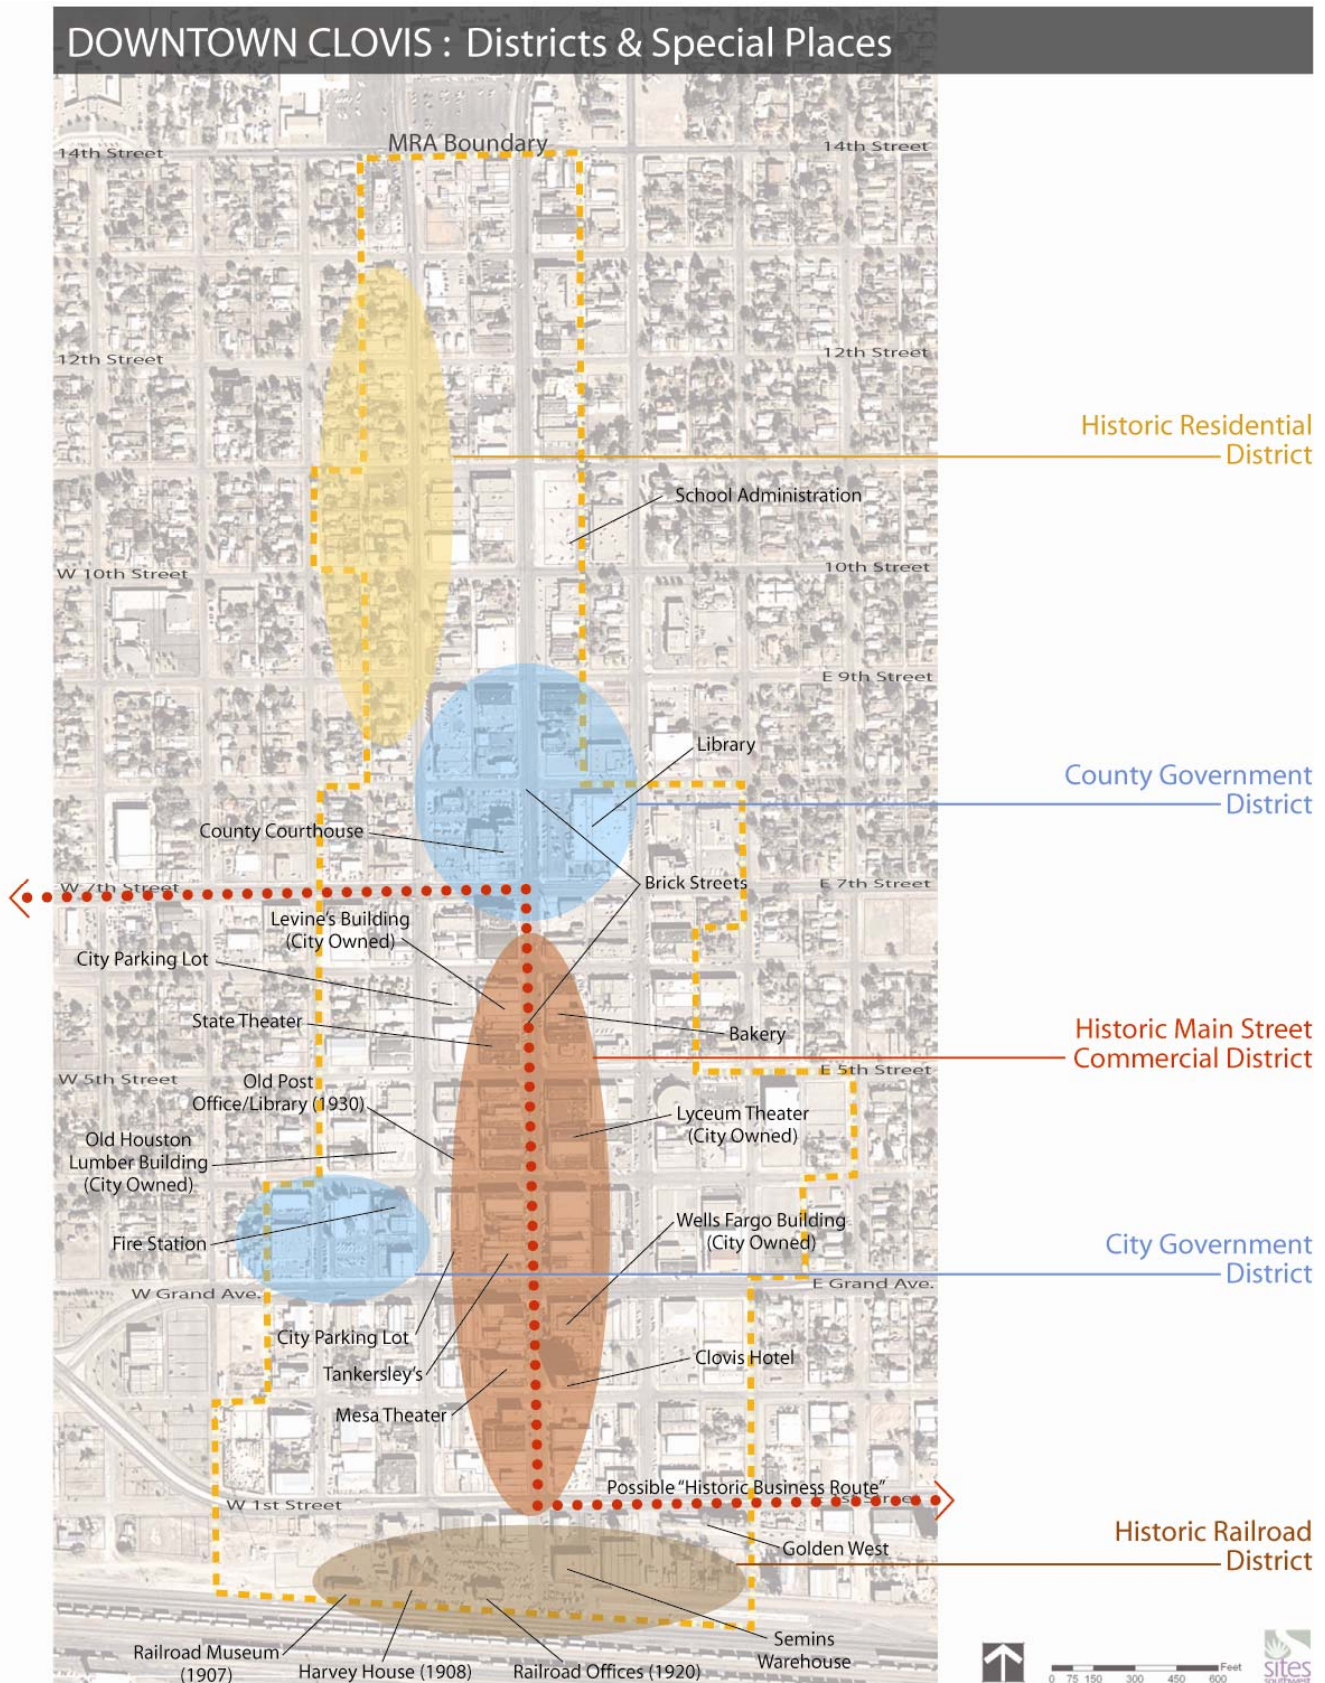 DOWNTOWN CLOVIS : Districts & Special Places
MRA Boundary
14th Street
14th Street
12th Street
12th Street
Historic Residential
District
School Administration
W 10th Street
10th Street
E 9th Street
Library
County Government
District
County Courthouse
W 7th Street
Brick Streets
E 7th Street
Levine's Building
(City Owned)
City Parking Lot
State Theater
Bakery
Historic Main Street
Commercial District
W 5th Street
E 5th Street
Old Post
Office/Library (1930)
Lyceum Theater
(City Owned)
Old Houston
Lumber Building
(City Owned)
Wells Fargo Building
(City Owned)
Fire Station
City Government
District
W Grand Ave.
E Grand Ave.
City Parking Lot
Tankersley's
Clovis Hotel
Mesa Theater
Possible "Historic Business Route"
W 1st Street
Golden West
Historic Railroad
District
Semins
Warehouse
Railroad Museum
(1907)
Harvey House (1908)
Railroad Offices (1920)
Feet
0 75 150 300 450 600
sites
southwest